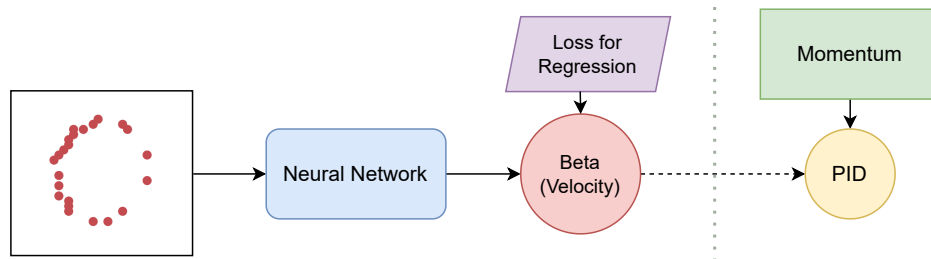 Loss for
Regression
Momentum
Neural Network
Beta
(Velocity)
PID